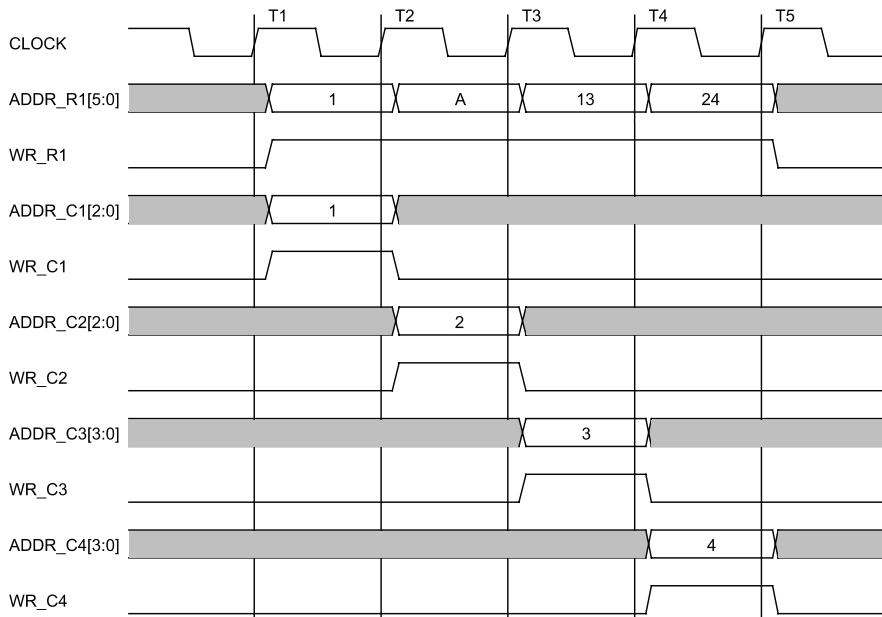 T1 T2 T3 T4 T5
CLOCK
ADDR_R1[5:0] 1 A 13 24
WR_R1
ADDR_C1[2:0] 1
WR_C1
ADDR_C2[2:0] 2
WR_C2
ADDR_C3[3:0] 3
WR_C3
ADDR_C4[3:0] 4
WR_C4